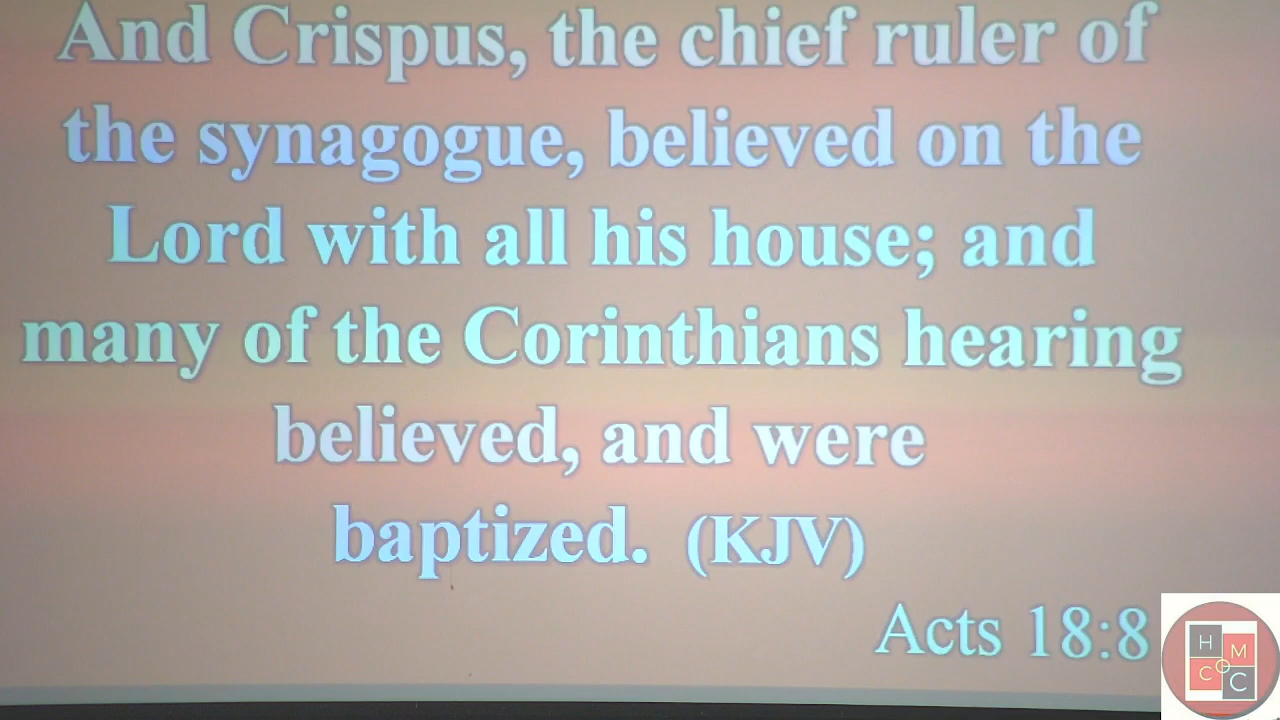 And Crispus, the chief ruler of
the synagogue, believed on the
Lord with all his house; and
many of the Corinthians hearing
believed, and were
baptized. (KJV)
Acts 18:8
H M
C O C